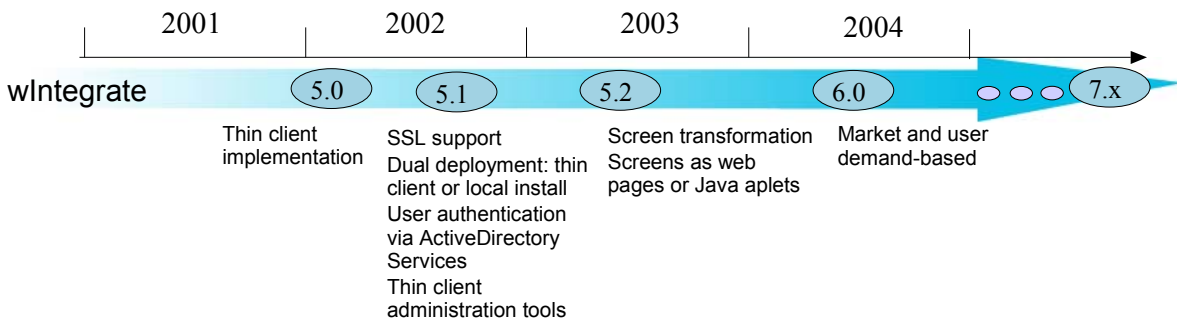 2001
2002
2003
2004
wIntegrate
5.0
5.1
5.2
6.0
7.x
Thin client
implementation
SSL support
Dual deployment: thin
client or local install
User authentication
via ActiveDirectory
Services
Thin client
administration tools
Screen transformation
Screens as web
pages or Java aplets
Market and user
demand-based